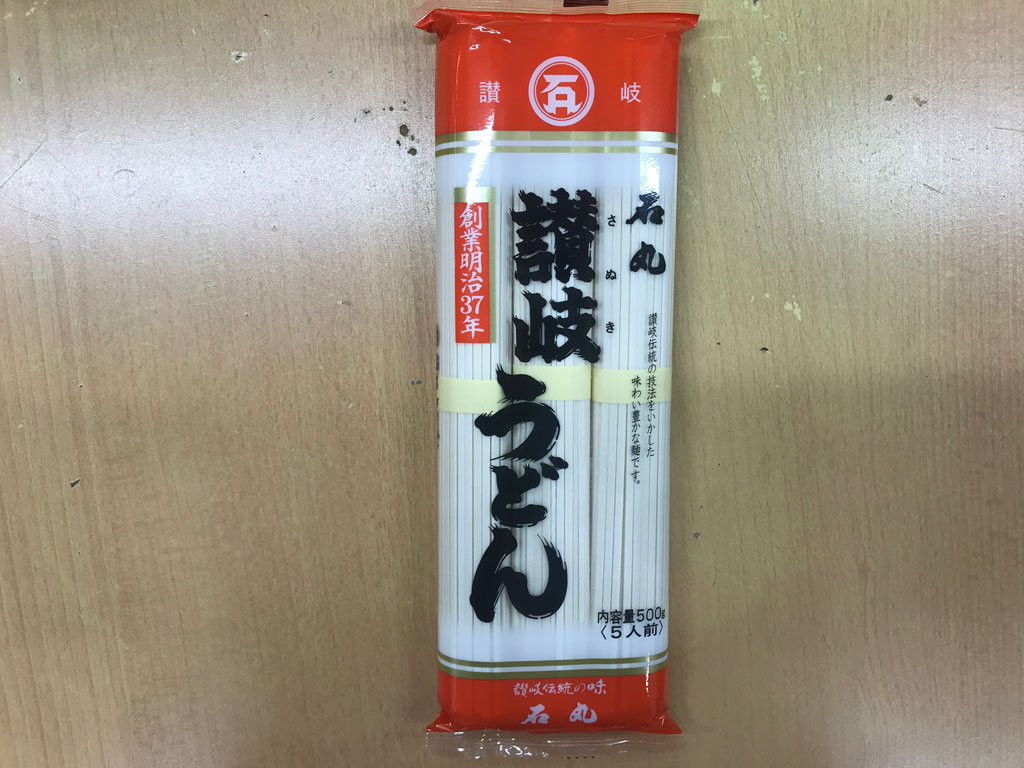 讃 石 岐
石丸
讃岐うどん
さぬき
創業明治37年
讃岐伝統の技法をいかした
味わい豊かな麺です。
内容量500g
〈5人前〉
讃岐伝統の味
石丸